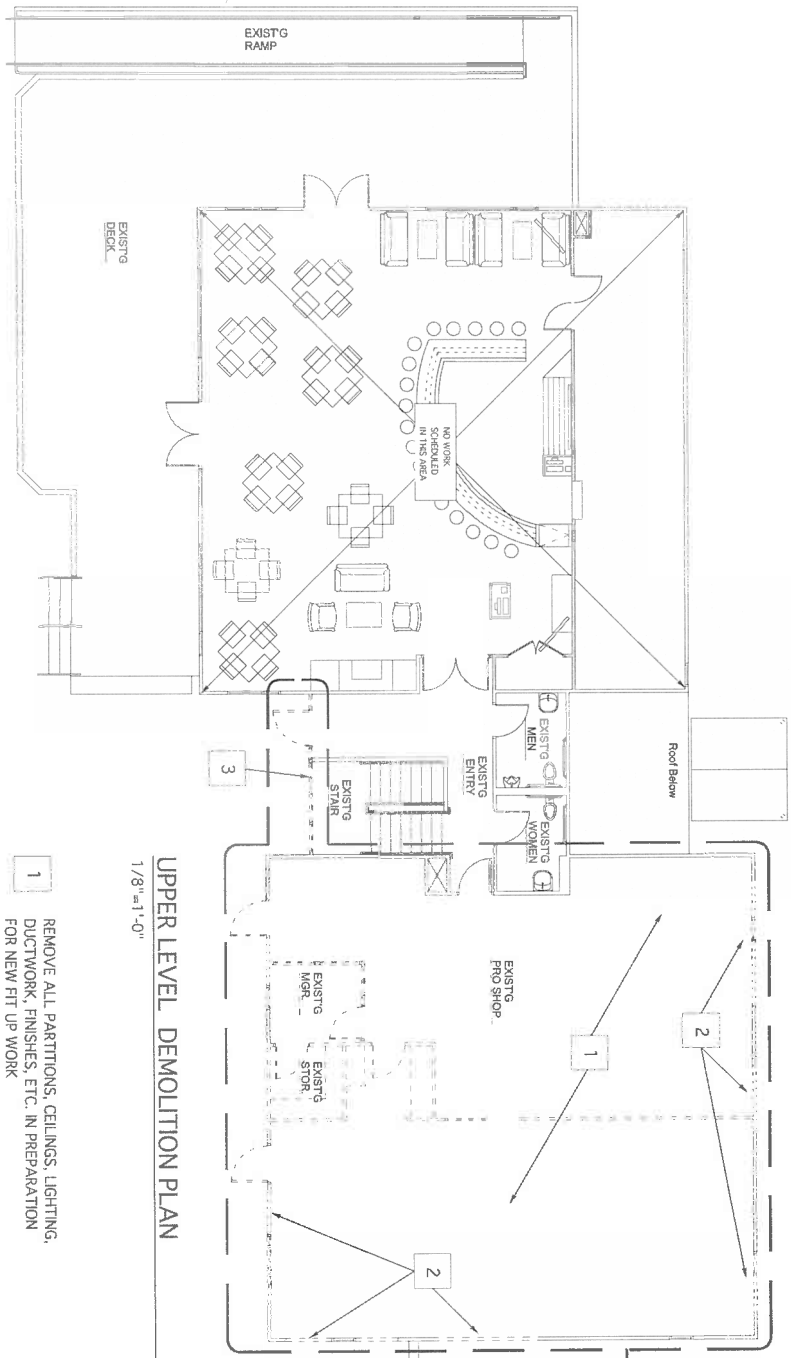 EXIST'G
RAMP
EXIST'G
DECK
NO WORK
SCHEDULED
IN THIS AREA
Roof Below
EXIST'G
MEN
EXIST'G
WOMEN
EXIST'G
ENTRY
EXIST'G
STAIR
3
EXIST'G
PRO SHOP
EXIST'G
MGR.
EXIST'G
STOR.
1
2
2
UPPER LEVEL DEMOLITION PLAN
1/8"=1'-0"
1
REMOVE ALL PARTITIONS, CEILINGS, LIGHTING,
DUCTWORK, FINISHES, ETC. IN PREPARATION
FOR NEW FIT UP WORK